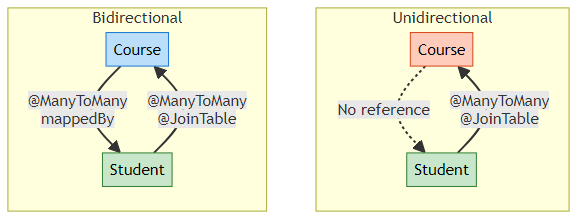 Bidirectional
Course
@ManyToMany
mappedBy
@ManyToMany
@JoinTable
Student
Unidirectional
Course
No reference
@ManyToMany
@JoinTable
Student